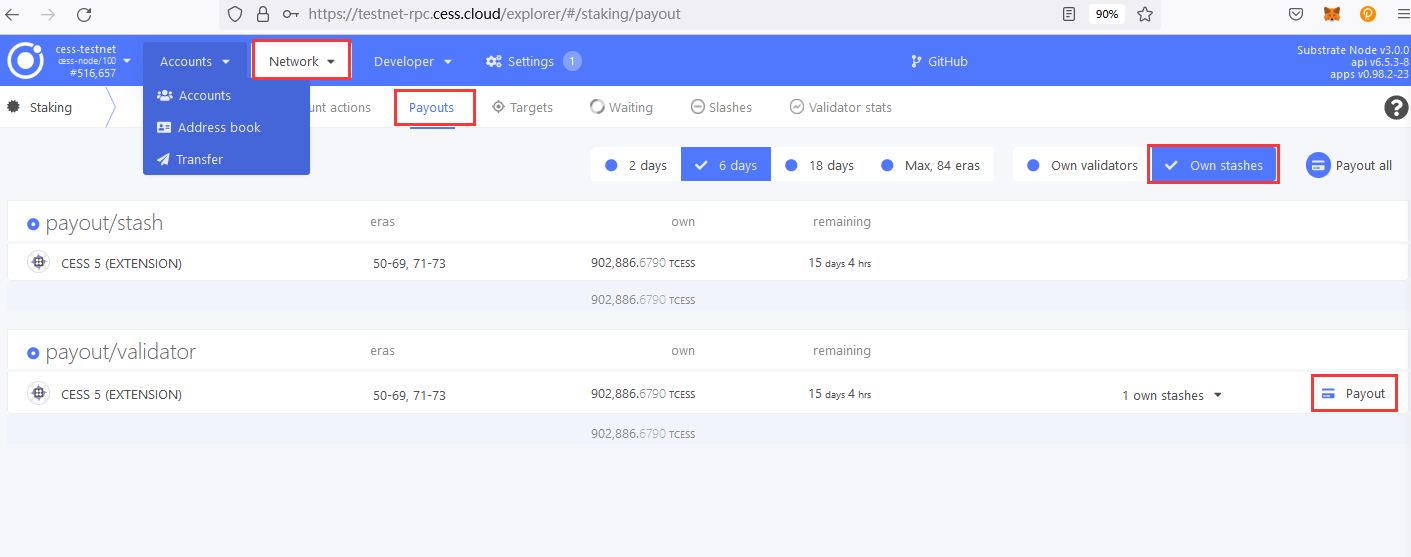 https://testnet-rpc.cess.cloud/explorer/#/staking/payout
90%
cess-testnet
cess-node/100
#516,657
Accounts
Network
Developer
Settings 1
GitHub
Substrate Node v3.0.0
api v6.5.3-8
apps v0.98.2-23
Accounts
Address book
Transfer
Staking
unt actions
Payouts
Targets
Waiting
Slashes
Validator stats
?
2 days
6 days
18 days
Max, 84 eras
Own validators
Own stashes
Payout all
payout/stash eras own remaining
CESS 5 (EXTENSION) 50-69, 71-73 902,886.6790 TCESS 15 days 4 hrs
902,886.6790 TCESS
payout/validator eras own remaining
CESS 5 (EXTENSION) 50-69, 71-73 902,886.6790 TCESS 15 days 4 hrs 1 own stashes Payout
902,886.6790 TCESS